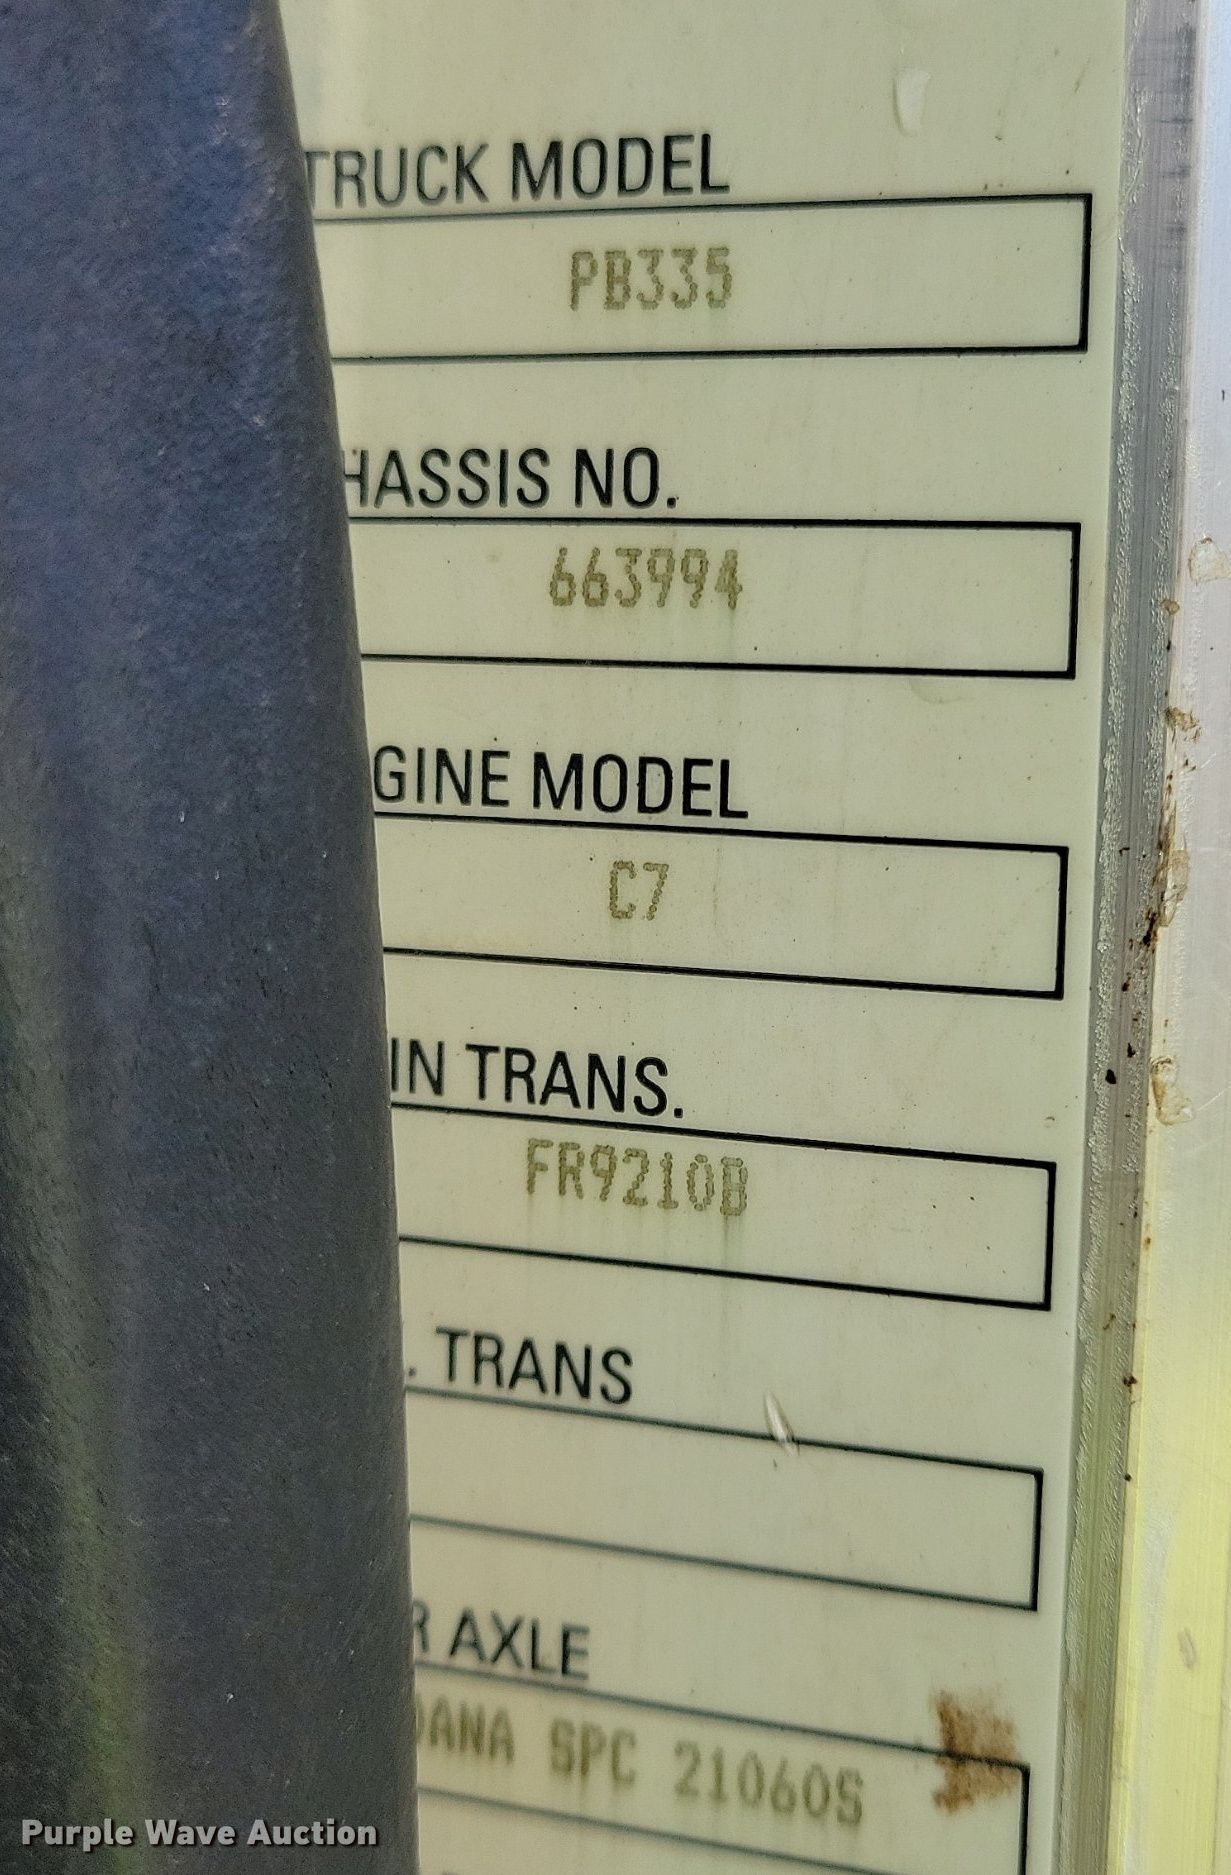 TRUCK MODEL
PB335
HASSIS NO.
663994
GINE MODEL
C7
IN TRANS.
FR9210B
. TRANS
R AXLE
DANA SPC 21060S
Purple Wave Auction